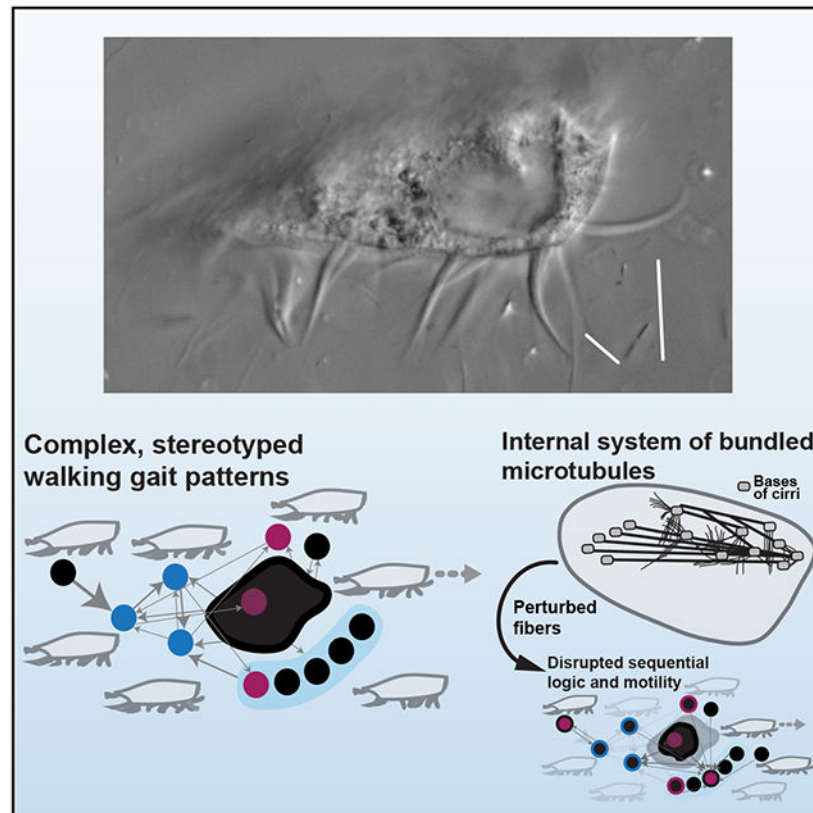 Complex, stereotyped
walking gait patterns
Internal system of bundled
microtubules
Bases
of cirri
Perturbed
fibers
Disrupted sequential
logic and motility